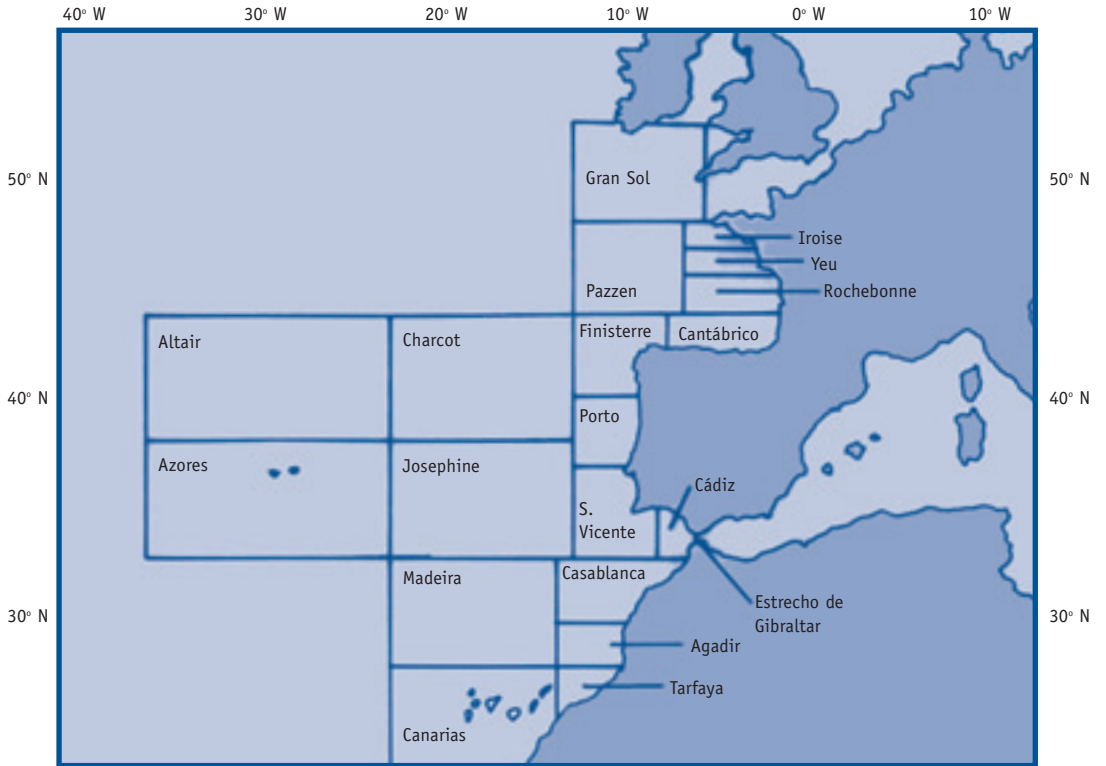 40° W 30° W 20° W 10° W 0° W 10° W
50° N
50° N
Gran Sol
Iroise
Yeu
Pazzen
Rochebonne
Altair
Charcot
Finisterre
Cantábrico
40° N
40° N
Porto
Azores
Josephine
Cádiz
S.
Vicente
Madeira
Casablanca
Estrecho de
Gibraltar
30° N
30° N
Agadir
Tarfaya
Canarias